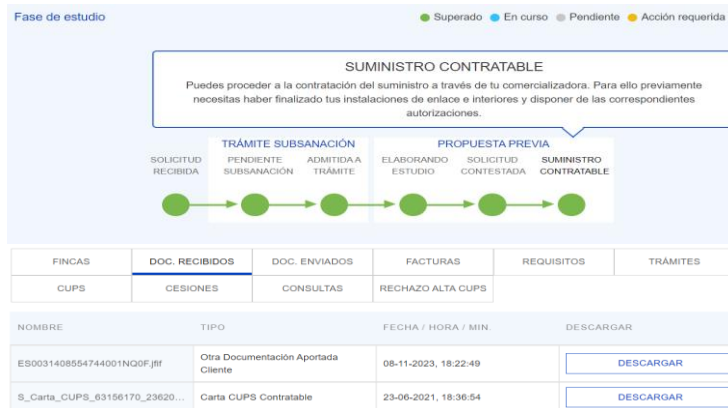 Fase de estudio
Superado En curso Pendiente Acción requerida
SUMINISTRO CONTRATABLE
Puedes proceder a la contratación del suministro a través de tu comercializadora. Para ello previamente
necesitas haber finalizado tus instalaciones de enlace e interiores y disponer de las correspondientes
autorizaciones.
TRÁMITE SUBSANACIÓN PROPUESTA PREVIA
SOLICITUD PENDIENTE ADMITIDA A ELABORANDO SOLICITUD SUMINISTRO
RECIBIDA SUBSANACIÓN TRÁMITE ESTUDIO CONTESTADA CONTRATABLE
FINCAS DOC. RECIBIDOS DOC. ENVIADOS FACTURAS REQUISITOS TRÁMITES
CUPS CESIONES CONSULTAS RECHAZO ALTA CUPS
NOMBRE TIPO FECHA / HORA / MIN. DESCARGAR
ES0031408554744001NQ0F.jfif Otra Documentación Aportada 08-11-2023, 18:22:49 DESCARGAR
Cliente
S_Carta_CUPS_63156170_23620... Carta CUPS Contratable 23-06-2021, 18:36:54 DESCARGAR